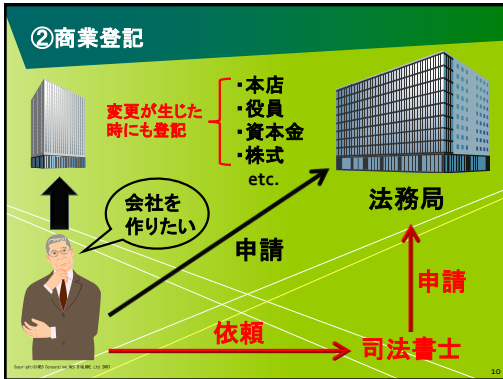 ②商業登記
変更が生じた
時にも登記
・本店
・役員
・資本金
・株式
etc.
法務局
会社を
作りたい
申請
申請
依頼
司法書士
10